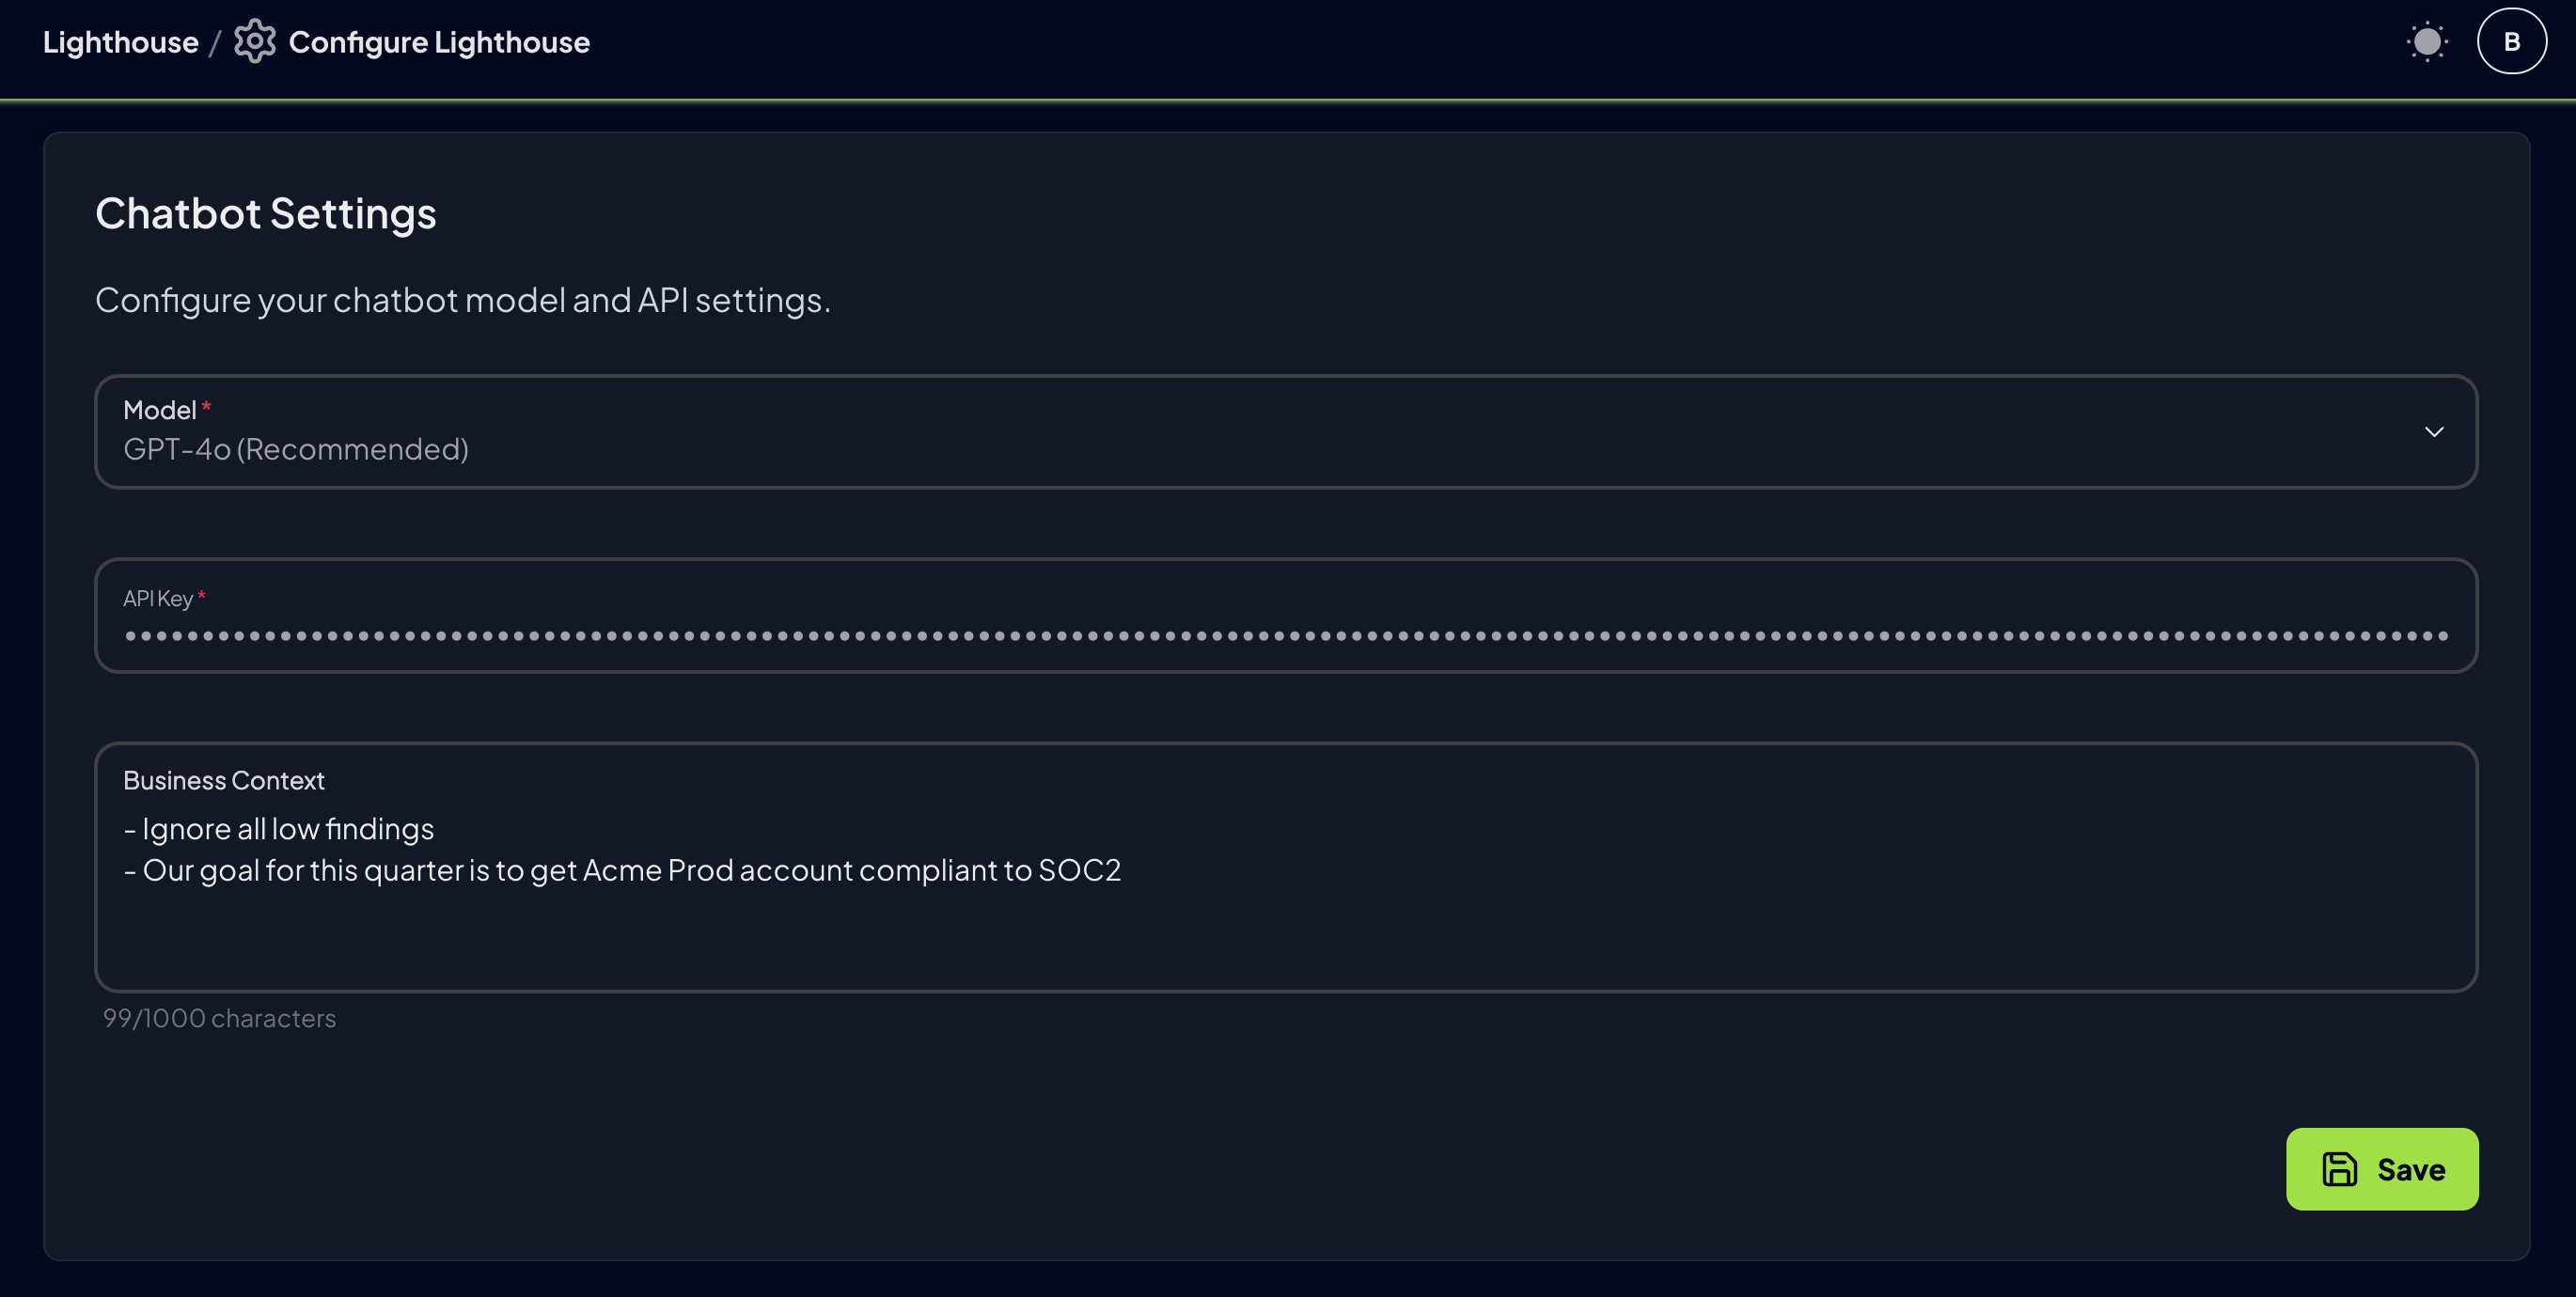 Lighthouse / Configure Lighthouse
B
Chatbot Settings
Configure your chatbot model and API settings.
Model *
GPT-4o (Recommended)
API Key *
Business Context
- Ignore all low findings
- Our goal for this quarter is to get Acme Prod account compliant to SOC2
99/1000 characters
Save